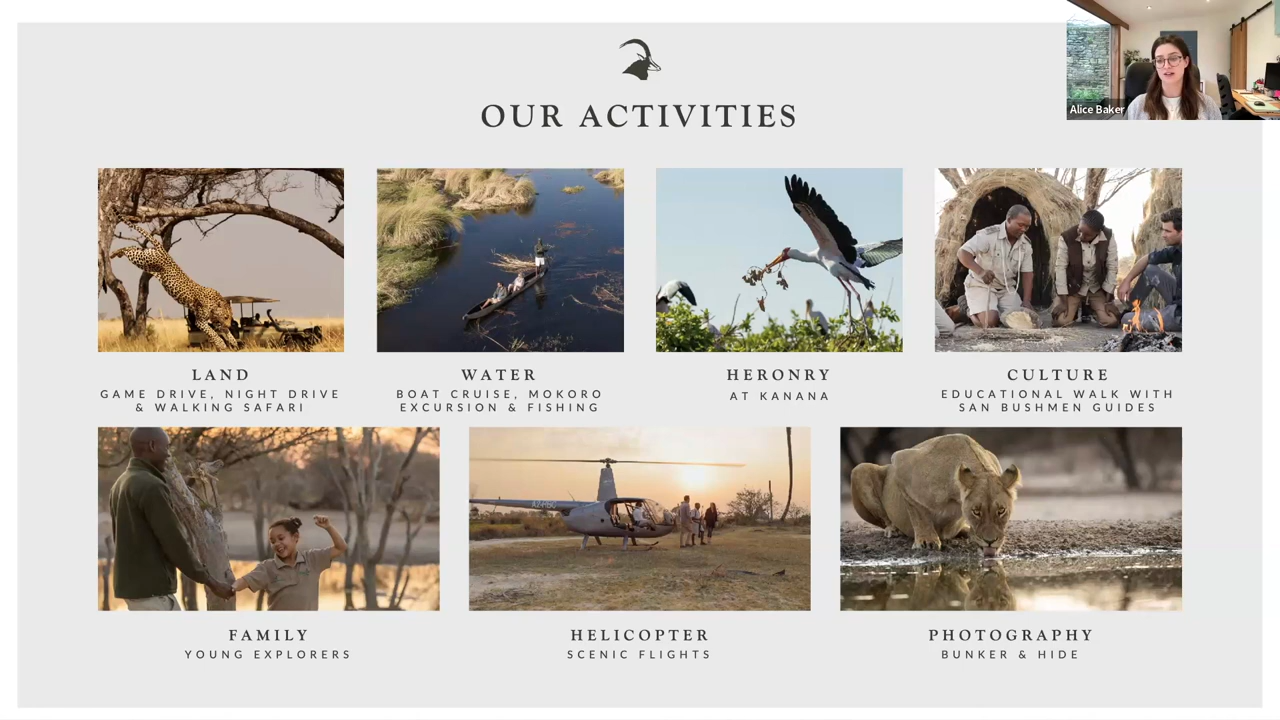 OUR ACTIVITIES
Alice Baker
LAND
GAME DRIVE, NIGHT DRIVE
& WALKING SAFARI
WATER
BOAT CRUISE, MOKORO
EXCURSION & FISHING
HERONRY
AT KANANA
CULTURE
EDUCATIONAL WALK WITH
SAN BUSHMEN GUIDES
FAMILY
YOUNG EXPLORERS
HELICOPTER
SCENIC FLIGHTS
PHOTOGRAPHY
BUNKER & HIDE